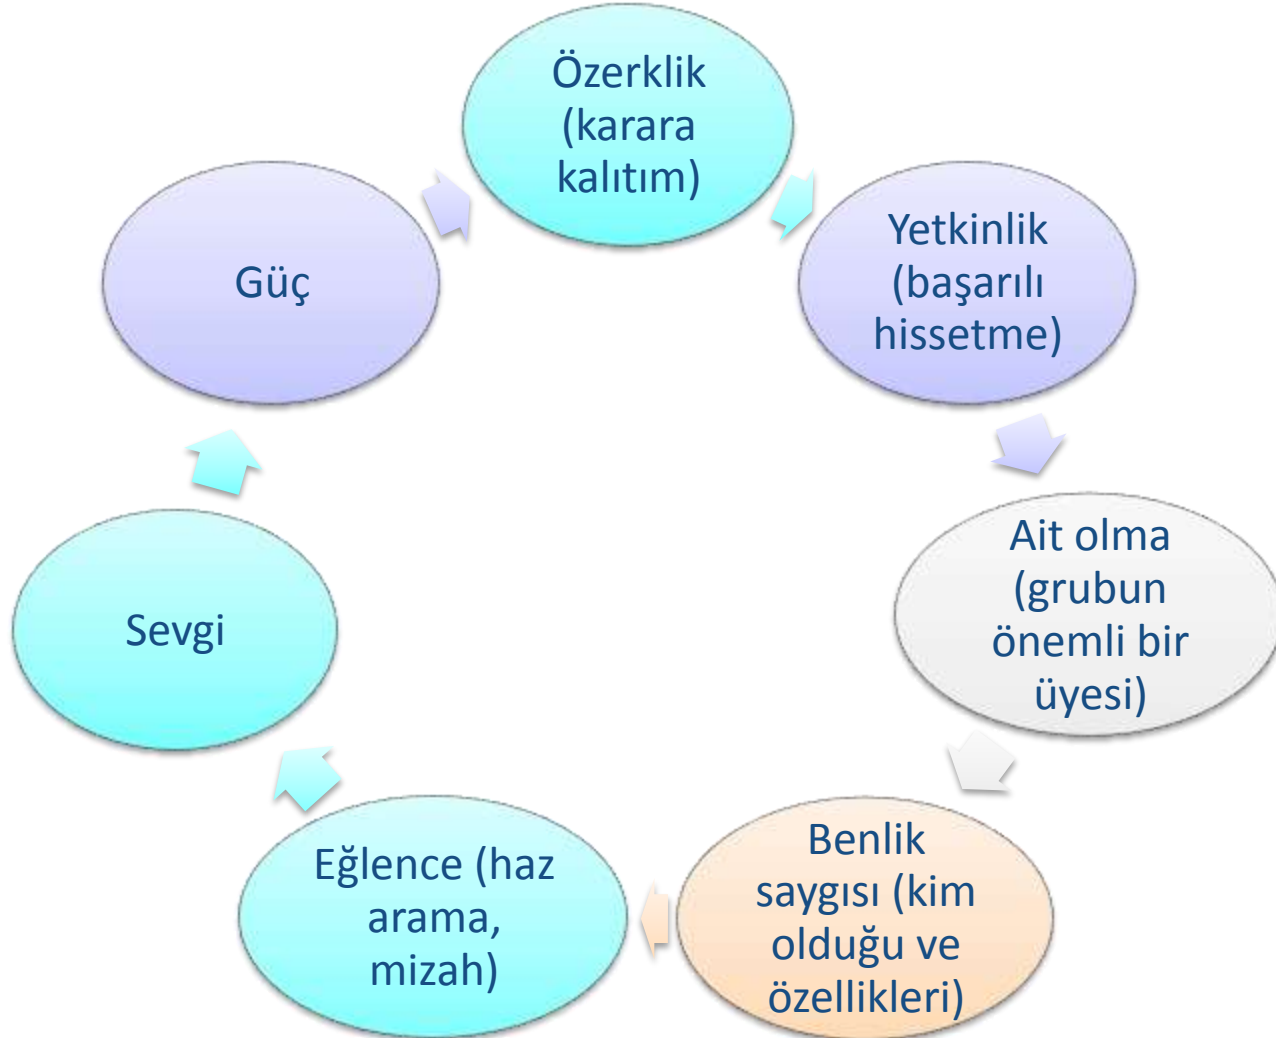 Özerklik
(karara
kalıtım)
Yetkinlik
(başarılı
hissetme)
Ait olma
(grubun
önemli bir
üyesi)
Benlik
saygısı (kim
olduğu ve
özellikleri)
Eğlence (haz
arama,
mizah)
Sevgi
Güç